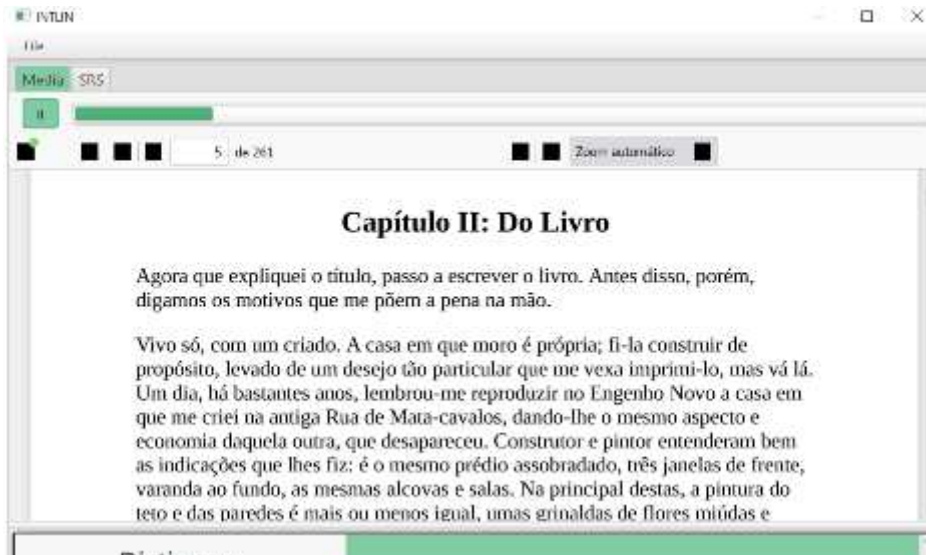 INTLIN
File
Media SRS
5 de 261
Zoom automático
Capítulo II: Do Livro
Agora que expliquei o título, passo a escrever o livro. Antes disso, porém,
digamos os motivos que me põem a pena na mão.
Vivo só, com um criado. A casa em que moro é própria; fi-la construir de
propósito, levado de um desejo tão particular que me vexa imprimi-lo, mas vá lá.
Um dia, há bastantes anos, lembrou-me reproduzir no Engenho Novo a casa em
que me criei na antiga Rua de Mata-cavalos, dando-lhe o mesmo aspecto e
economia daquela outra, que desapareceu. Construtor e pintor entenderam bem
as indicações que lhes fiz: é o mesmo prédio assobradado, três janelas de frente,
varanda ao fundo, as mesmas alcovas e salas. Na principal destas, a pintura do
teto e das paredes é mais ou menos igual, umas grinaldas de flores miúdas e